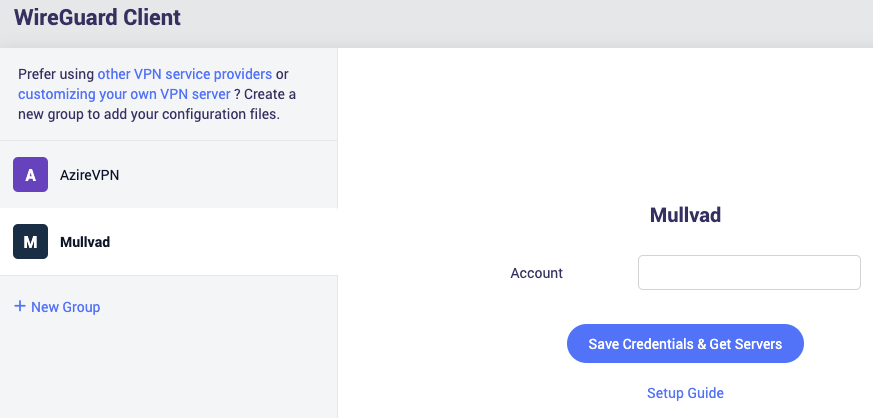 WireGuard Client
Prefer using other VPN service providers or
customizing your own VPN server ? Create a
new group to add your configuration files.
A AzireVPN
M Mullvad
+ New Group
Mullvad
Account
Save Credentials & Get Servers
Setup Guide